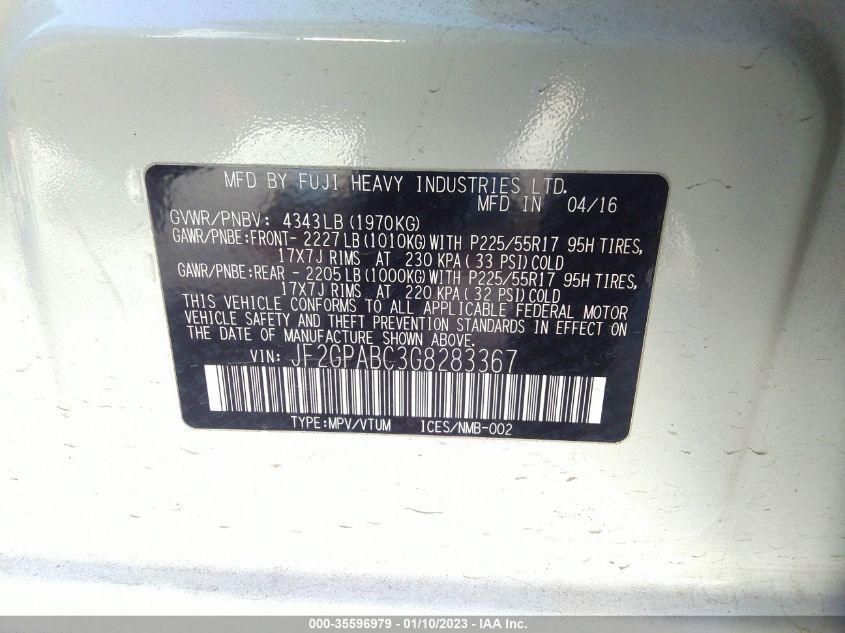 MFD BY FUJI HEAVY INDUSTRIES LTD.
MFD IN 04/16
GVWR/PNBV: 4343LB (1970KG)
GAWR/PNBE:FRONT- 2227LB(1010KG)WITH P225/55R17 95H TIRES,
17X7J RIMS AT 230 KPA(33 PSI)COLD
GAWR/PNBE:REAR - 2205LB(1000KG)WITH P225/55R17 95H TIRES,
17X7J RIMS AT 220 KPA(32 PSI)COLD
THIS VEHICLE CONFORMS TO ALL APPLICABLE FEDERAL MOTOR
VEHICLE SAFETY AND THEFT PREVENTION STANDARDS IN EFFECT ON
THE DATE OF MANUFACTURE SHOWN ABOVE.
VIN: JF2GPABC3G8283367
TYPE:MPV/VTUM ICES/NMB-002
000-35596979 - 01/10/2023 - IAA Inc.